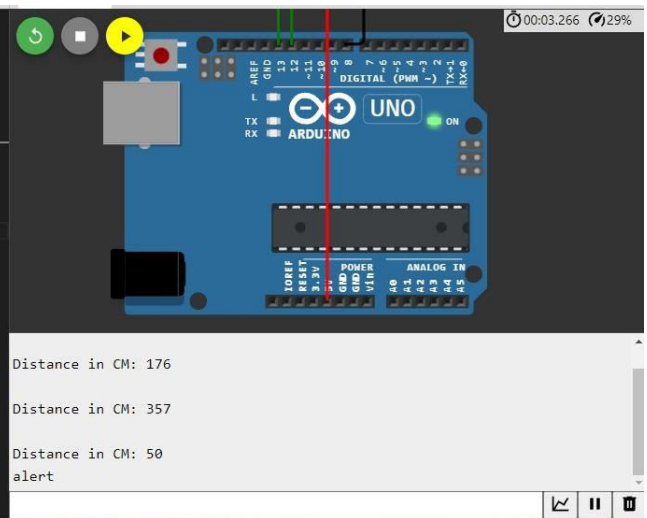 00:03.266 29%
AREF
GND
13
12
~11
~10
~9
8
7
~6
~5
4
~3
2
TX→1
RX←0
DIGITAL (PWM ~)
L
TX
RX
UNO
ARDUINO
ON
IOREF
RESET
3.3V
5V
GND
GND
Vin
POWER
ANALOG IN
A0
A1
A2
A3
A4
A5
Distance in CM: 176
Distance in CM: 357
Distance in CM: 50
alert